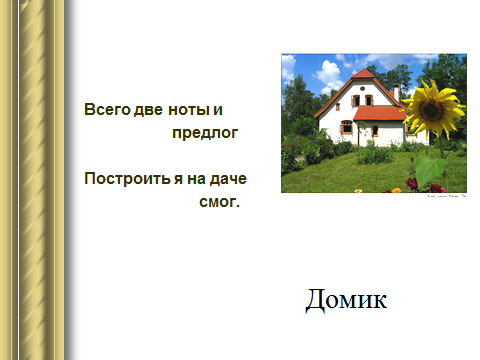 Всего две ноты и
предлог
Построить я на даче
смог.
Домик